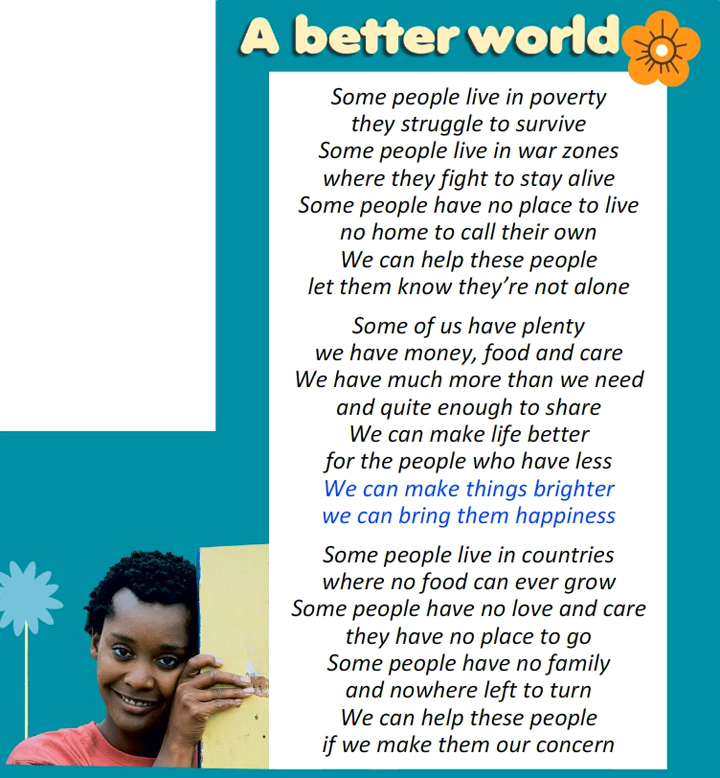 A better world
Some people live in poverty
they struggle to survive
Some people live in war zones
where they fight to stay alive
Some people have no place to live
no home to call their own
We can help these people
let them know they’re not alone
Some of us have plenty
we have money, food and care
We have much more than we need
and quite enough to share
We can make life better
for the people who have less
We can make things brighter
we can bring them happiness
Some people live in countries
where no food can ever grow
Some people have no love and care
they have no place to go
Some people have no family
and nowhere left to turn
We can help these people
if we make them our concern